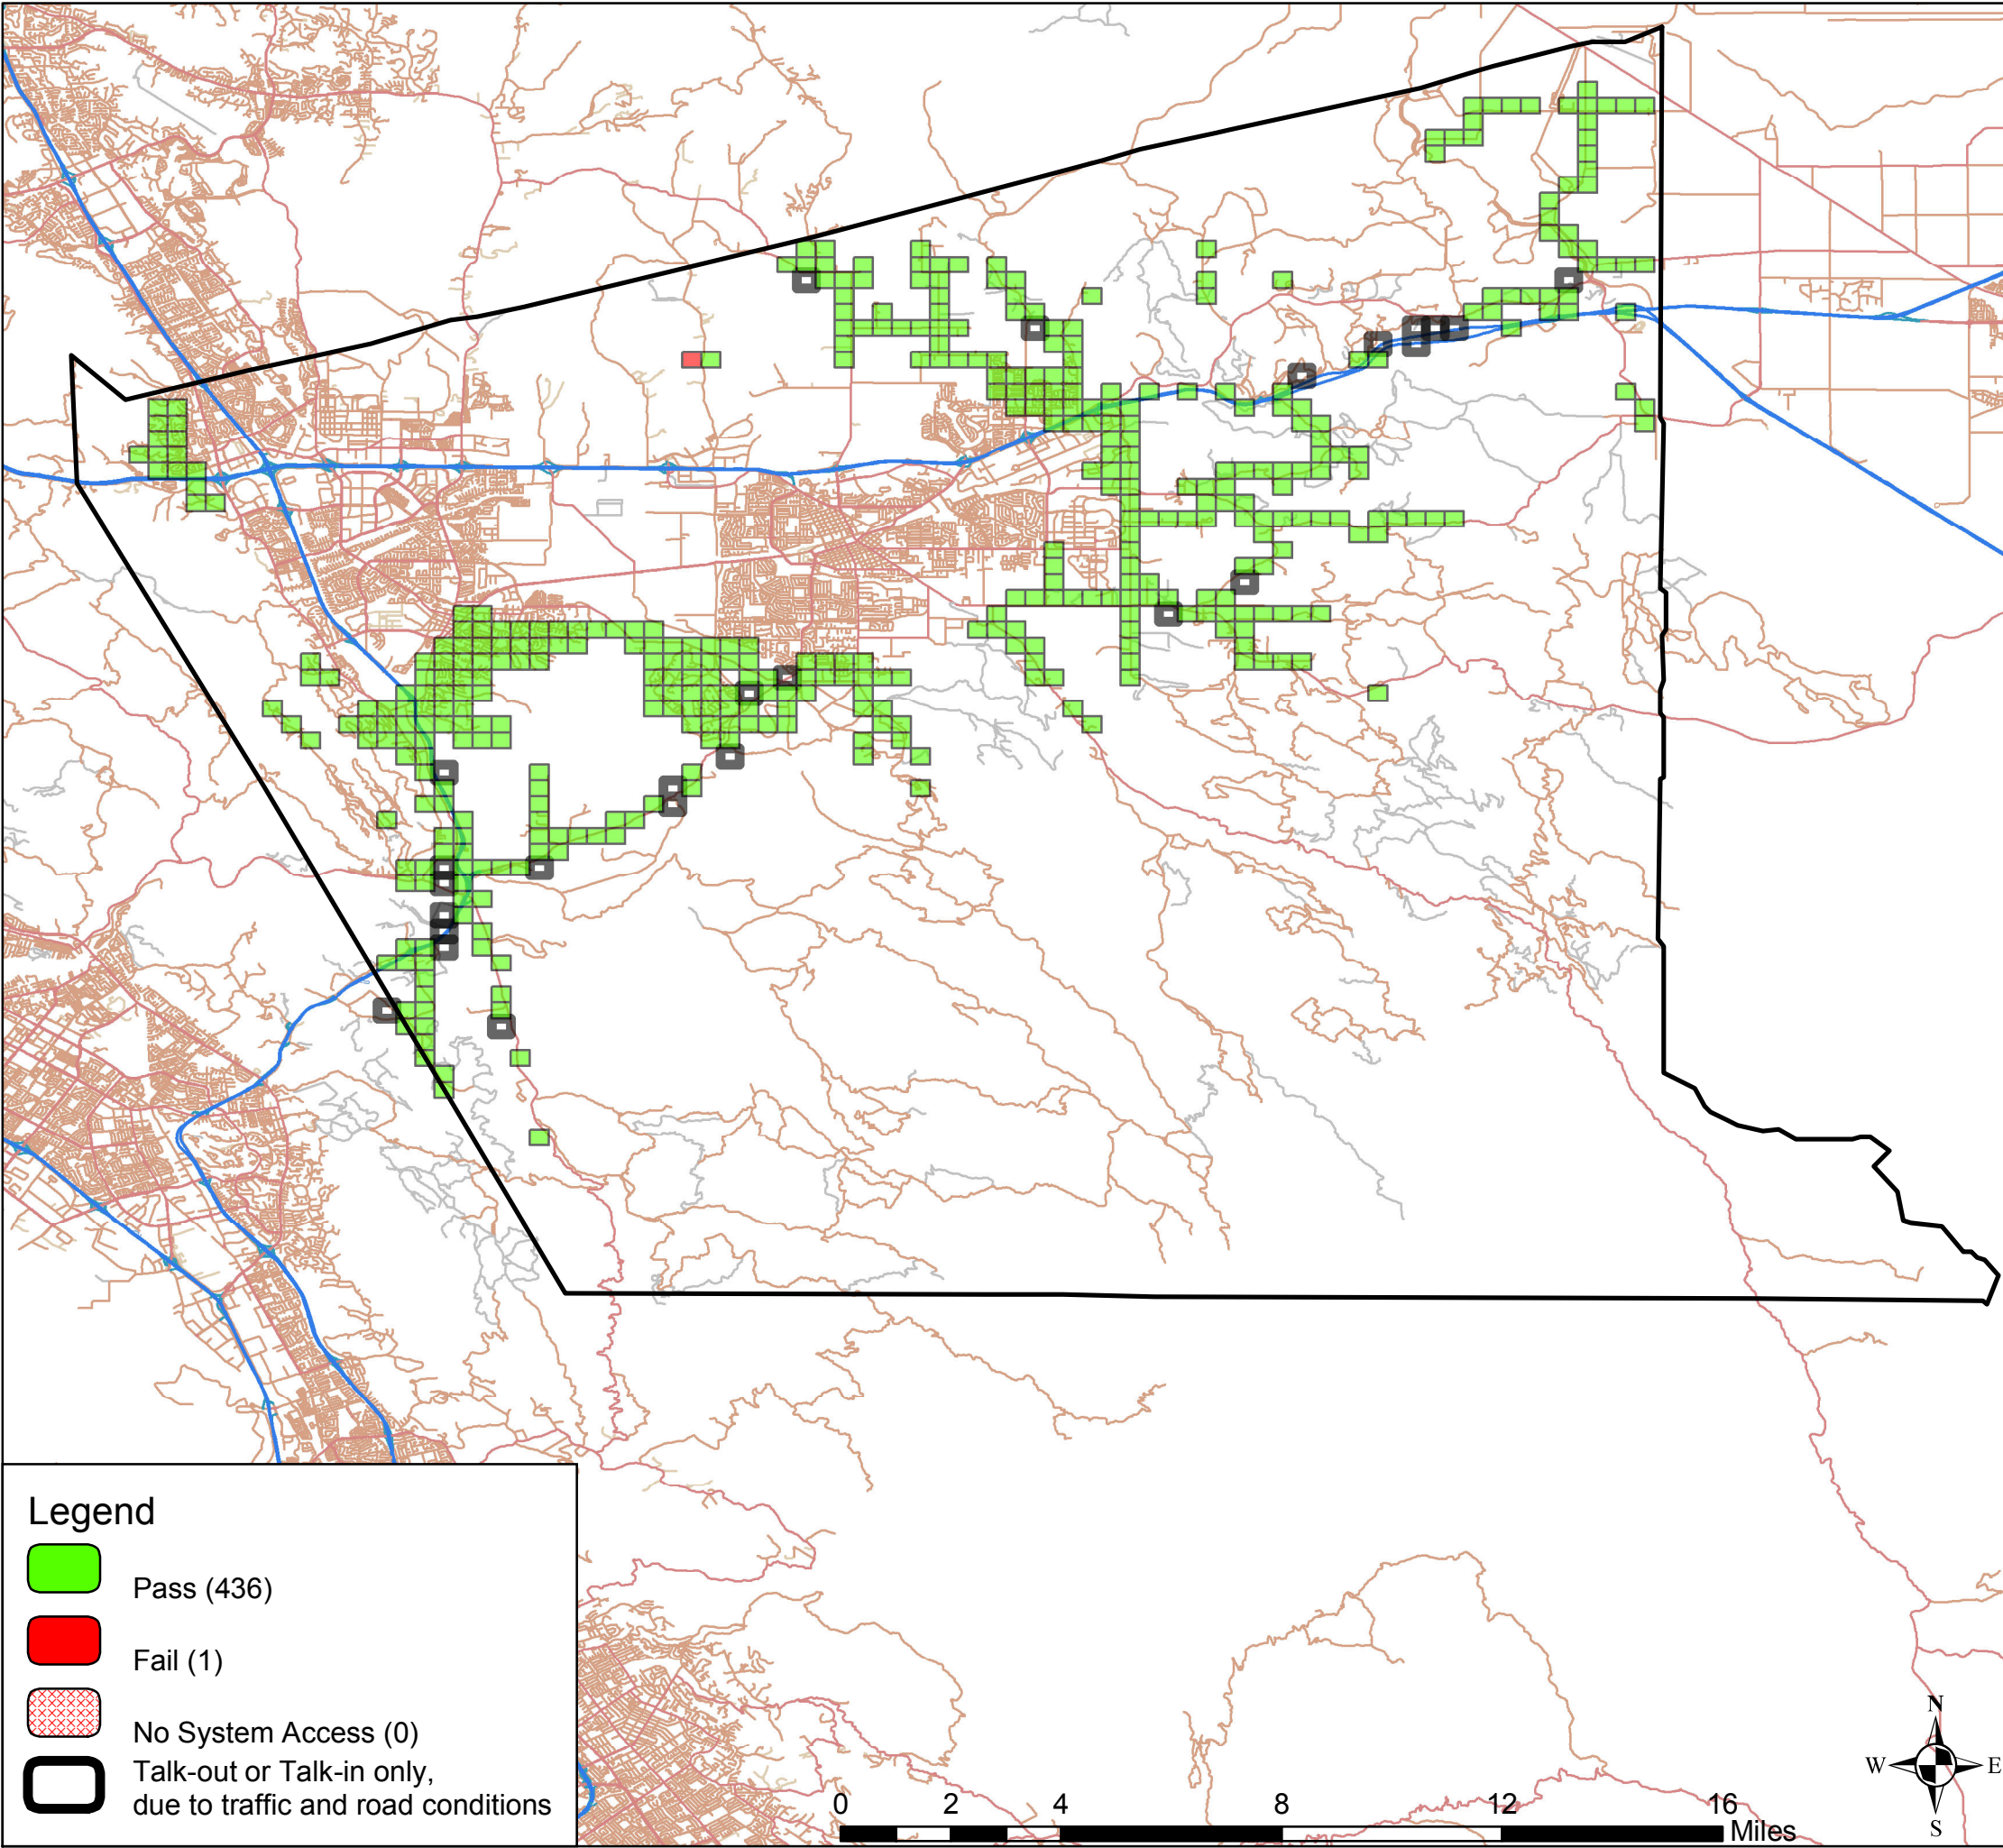 Legend
Pass (436)
Fail (1)
No System Access (0)
Talk-out or Talk-in only,
due to traffic and road conditions
0 2 4 8 12 16
Miles
N
W E
S